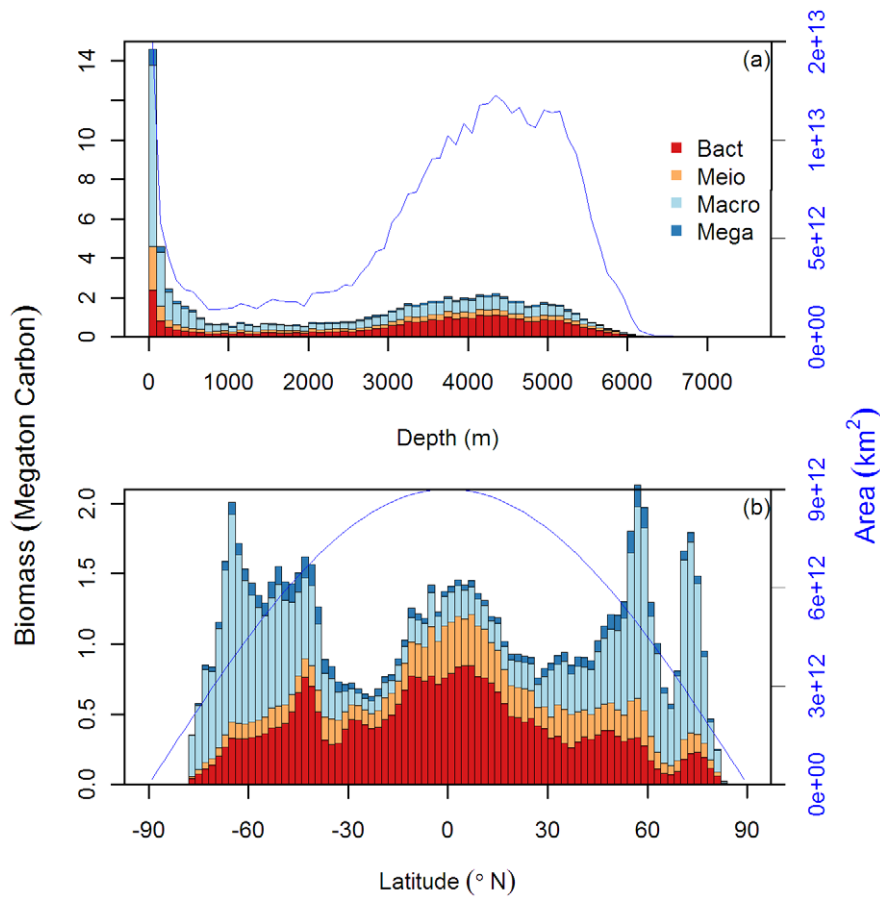 (a)
Bact
Meio
Macro
Mega
0 2 4 6 8 10 14
0e+00 5e+12 1e+13 2e+13
0 1000 2000 3000 4000 5000 6000 7000
Depth (m)
Biomass (Megaton Carbon)
Area (km²)
(b)
0.0 0.5 1.0 1.5 2.0
0e+00 3e+12 6e+12 9e+12
-90 -60 -30 0 30 60 90
Latitude (° N)